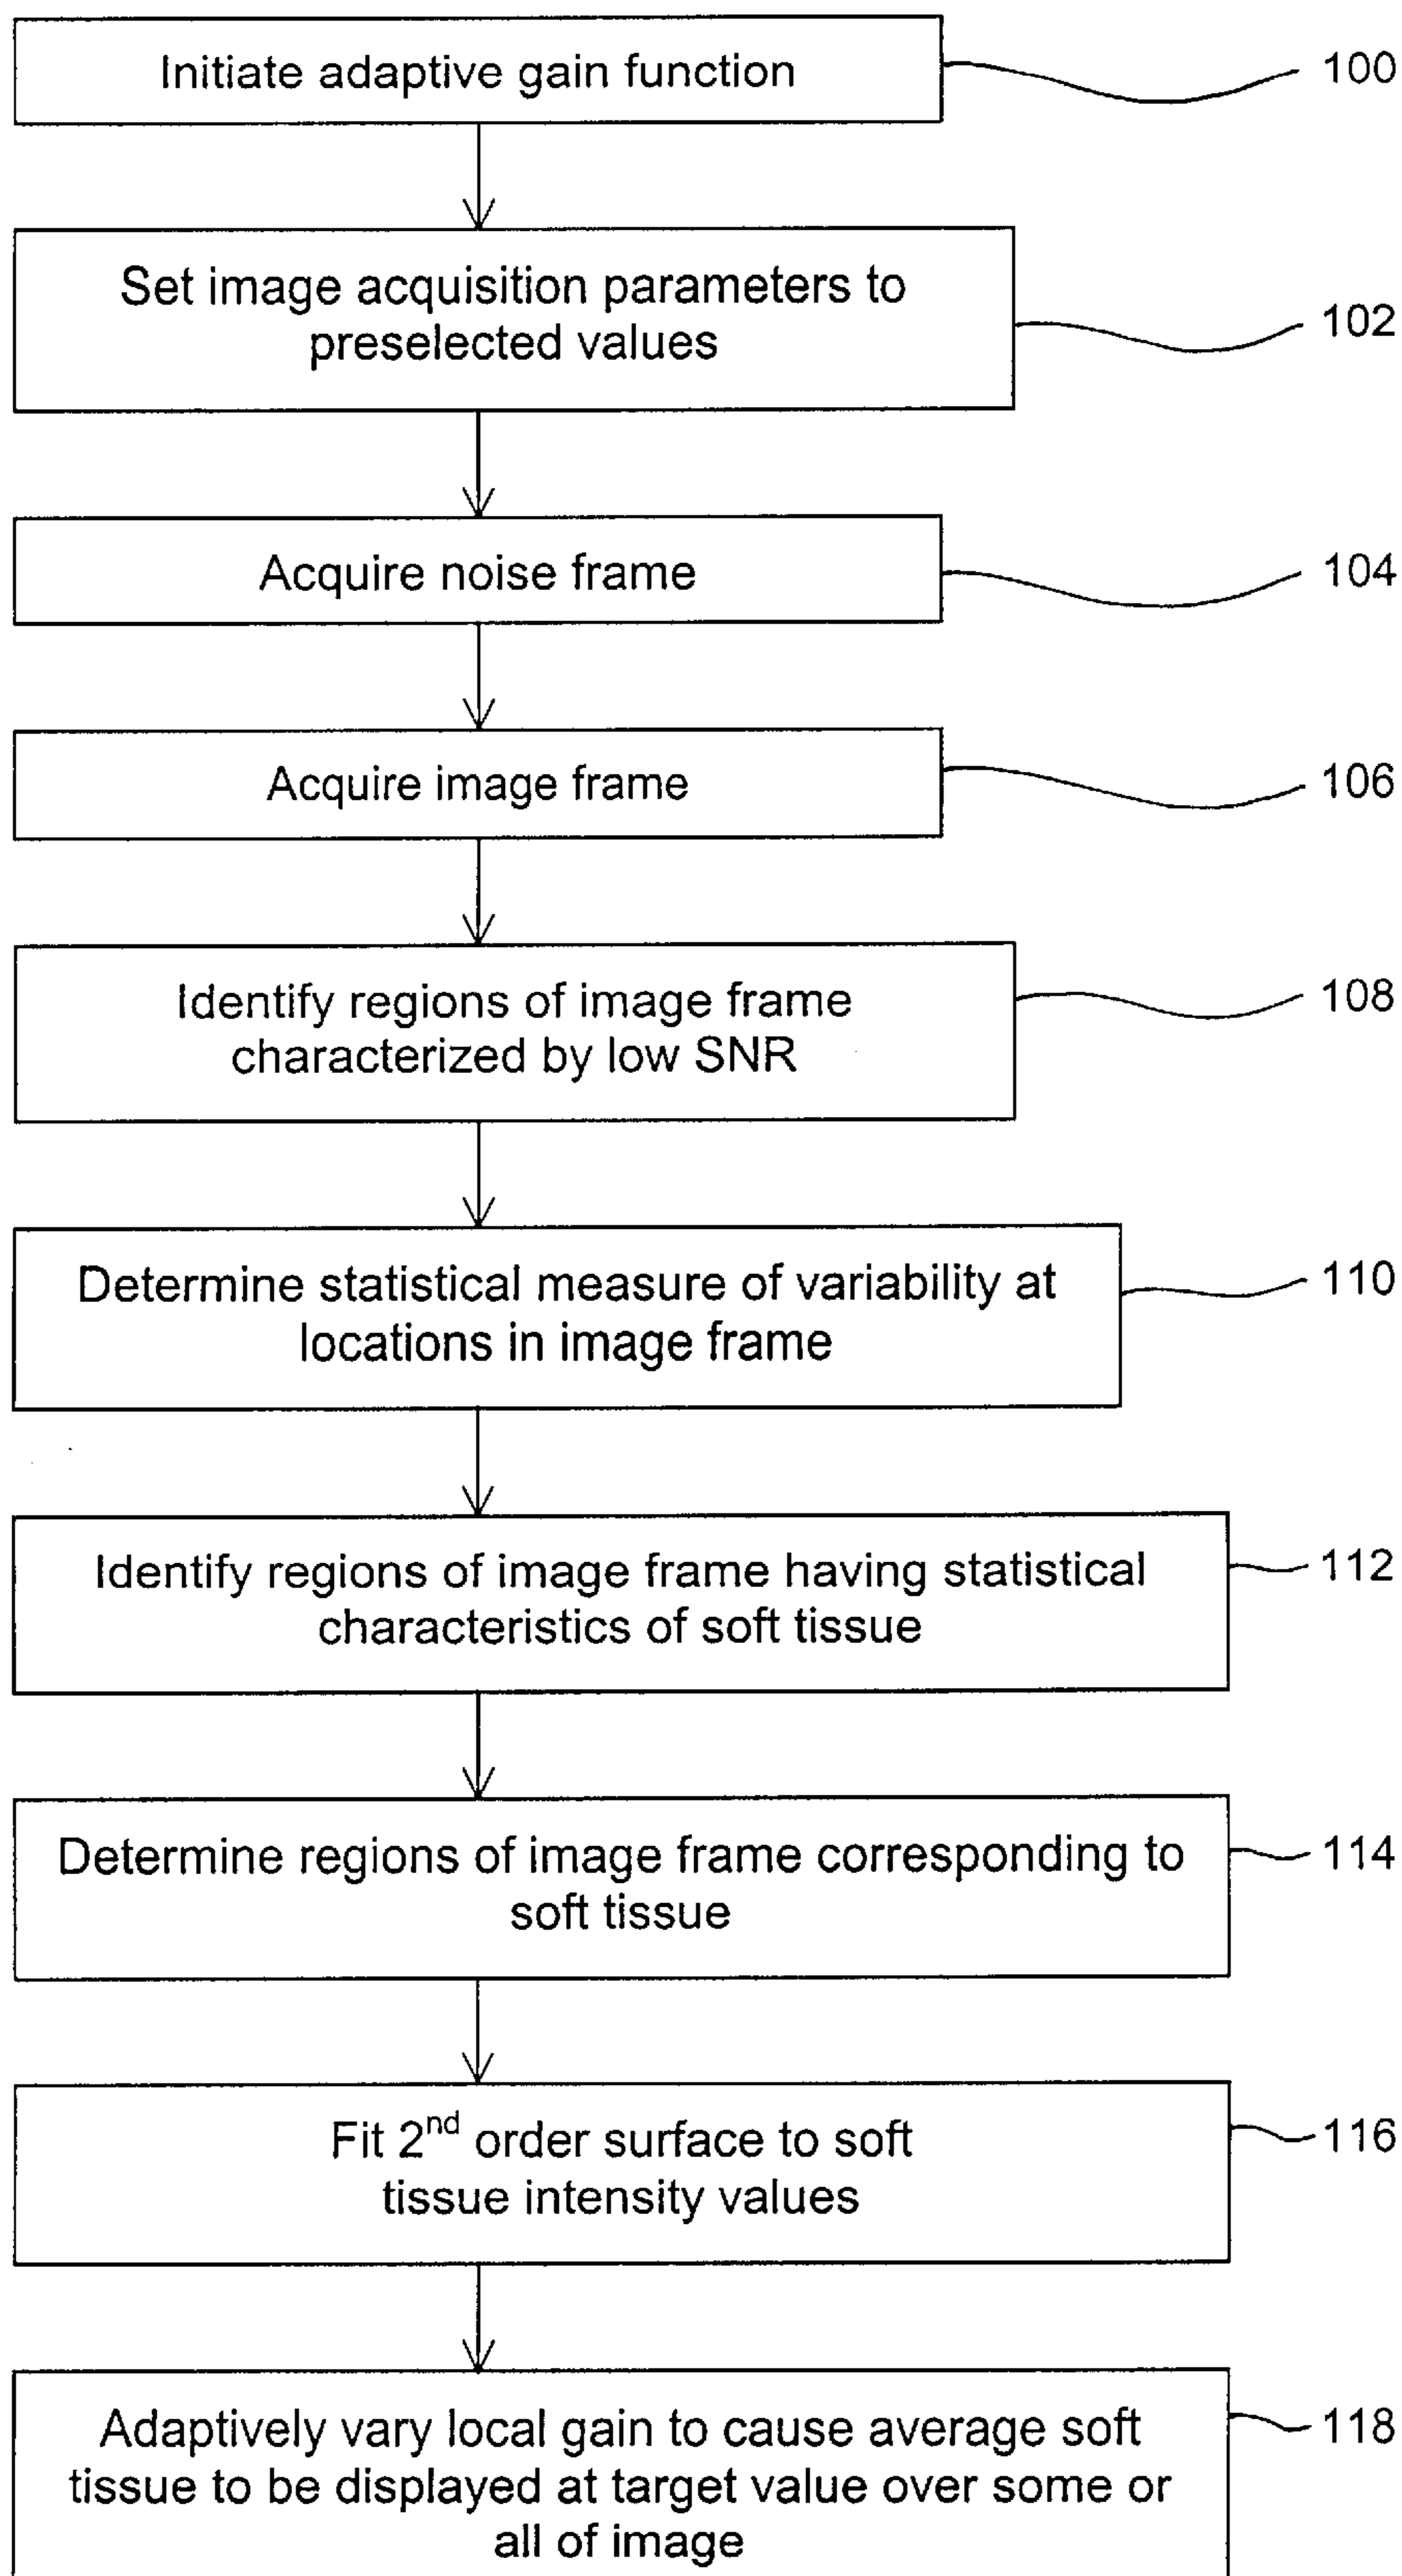 Initiate adaptive gain function
100
Set image acquisition parameters to
preselected values
102
Acquire noise frame
104
Acquire image frame
106
Identify regions of image frame
characterized by low SNR
108
Determine statistical measure of variability at
locations in image frame
110
Identify regions of image frame having statistical
characteristics of soft tissue
112
Determine regions of image frame corresponding to
soft tissue
114
Fit 2nd order surface to soft
tissue intensity values
116
Adaptively vary local gain to cause average soft
tissue to be displayed at target value over some or
all of image
118